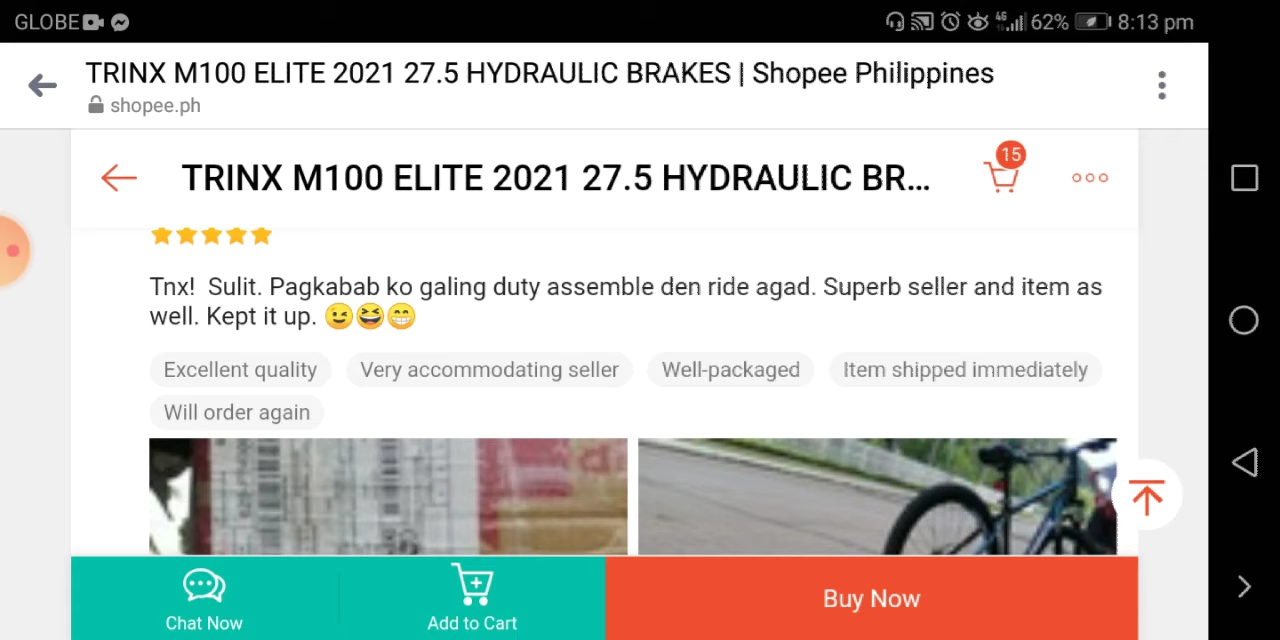 GLOBE
4G 62% 8:13 pm
TRINX M100 ELITE 2021 27.5 HYDRAULIC BRAKES | Shopee Philippines
shopee.ph
TRINX M100 ELITE 2021 27.5 HYDRAULIC BR...
15
Tnx! Sulit. Pagkabab ko galing duty assemble den ride agad. Superb seller and item as
well. Kept it up. 😉😆😁
Excellent quality
Very accommodating seller
Well-packaged
Item shipped immediately
Will order again
Chat Now
Add to Cart
Buy Now